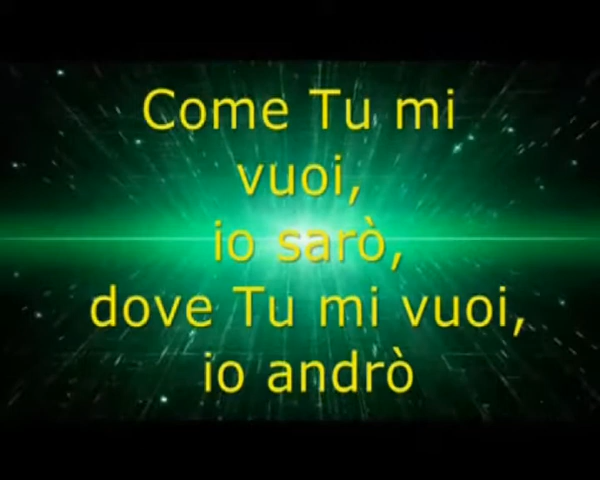 Come Tu mi
vuoi,
io sarò,
dove Tu mi vuoi,
io andrò